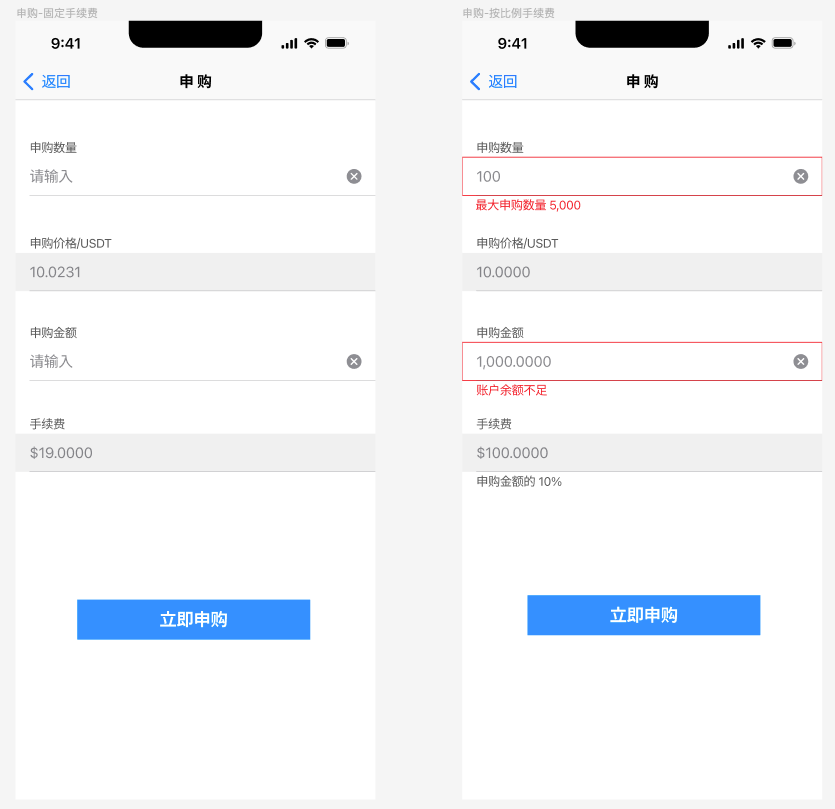 申购-固定手续费
9:41
返回
申 购
申购数量
请输入
申购价格/USDT
10.0231
申购金额
请输入
手续费
$19.0000
立即申购
申购-按比例手续费
9:41
返回
申 购
申购数量
100
最大申购数量 5,000
申购价格/USDT
10.0000
申购金额
1,000.0000
账户余额不足
手续费
$100.0000
申购金额的 10%
立即申购